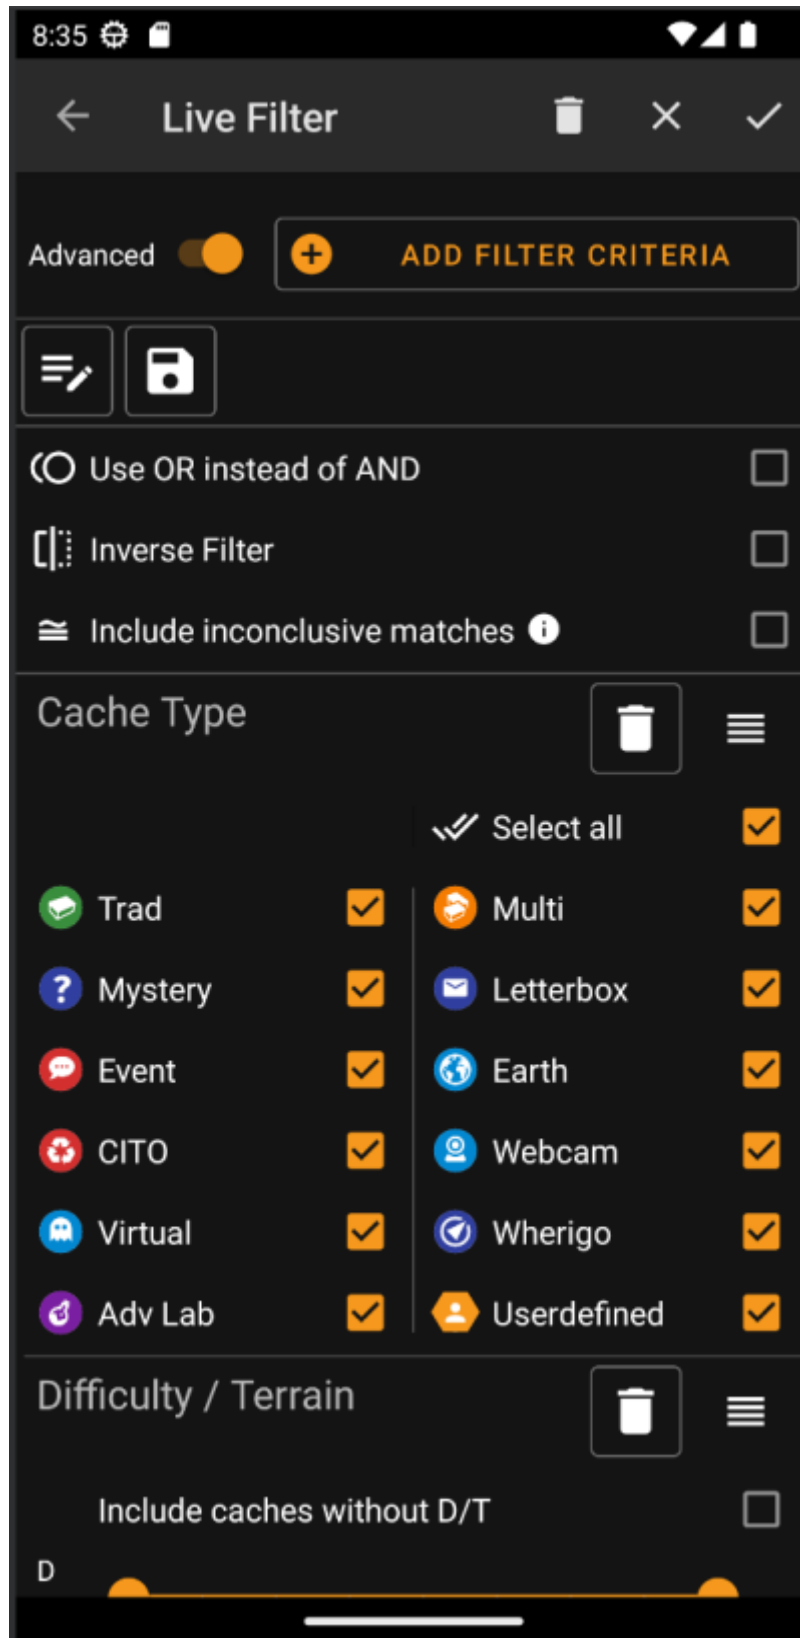 8:35
Live Filter
Advanced
ADD FILTER CRITERIA
Use OR instead of AND
Inverse Filter
Include inconclusive matches
Cache Type
Select all
Trad
Multi
Mystery
Letterbox
Event
Earth
CITO
Webcam
Virtual
Wherigo
Adv Lab
Userdefined
Difficulty / Terrain
Include caches without D/T
D